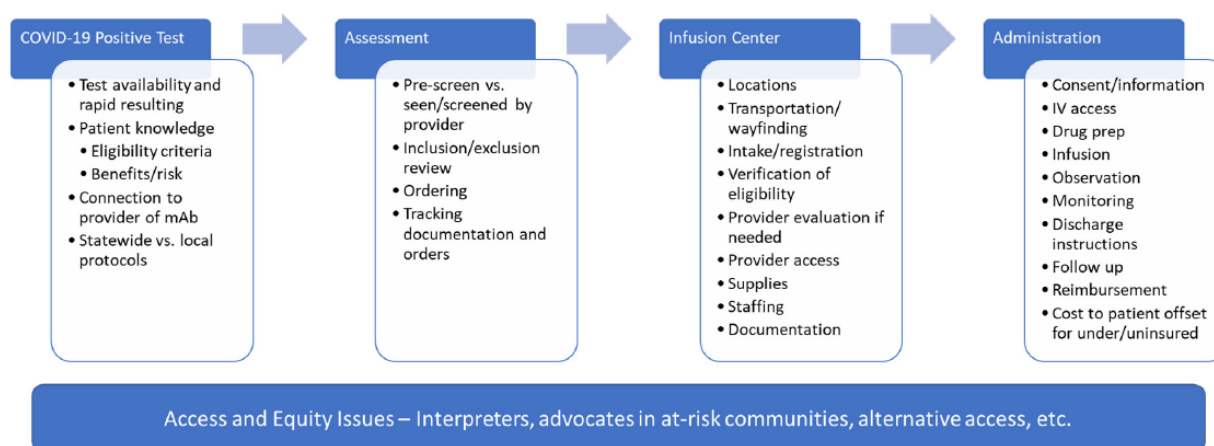 COVID-19 Positive Test
• Test availability and
rapid resulting
• Patient knowledge
• Eligibility criteria
• Benefits/risk
• Connection to
provider of mAb
• Statewide vs. local
protocols
Assessment
• Pre-screen vs.
seen/screened by
provider
• Inclusion/exclusion
review
• Ordering
• Tracking
documentation and
orders
Infusion Center
• Locations
• Transportation/
wayfinding
• Intake/registration
• Verification of
eligibility
• Provider evaluation if
needed
• Provider access
• Supplies
• Staffing
• Documentation
Administration
• Consent/information
• IV access
• Drug prep
• Infusion
• Observation
• Monitoring
• Discharge
instructions
• Follow up
• Reimbursement
• Cost to patient offset
for under/uninsured
Access and Equity Issues – Interpreters, advocates in at-risk communities, alternative access, etc.